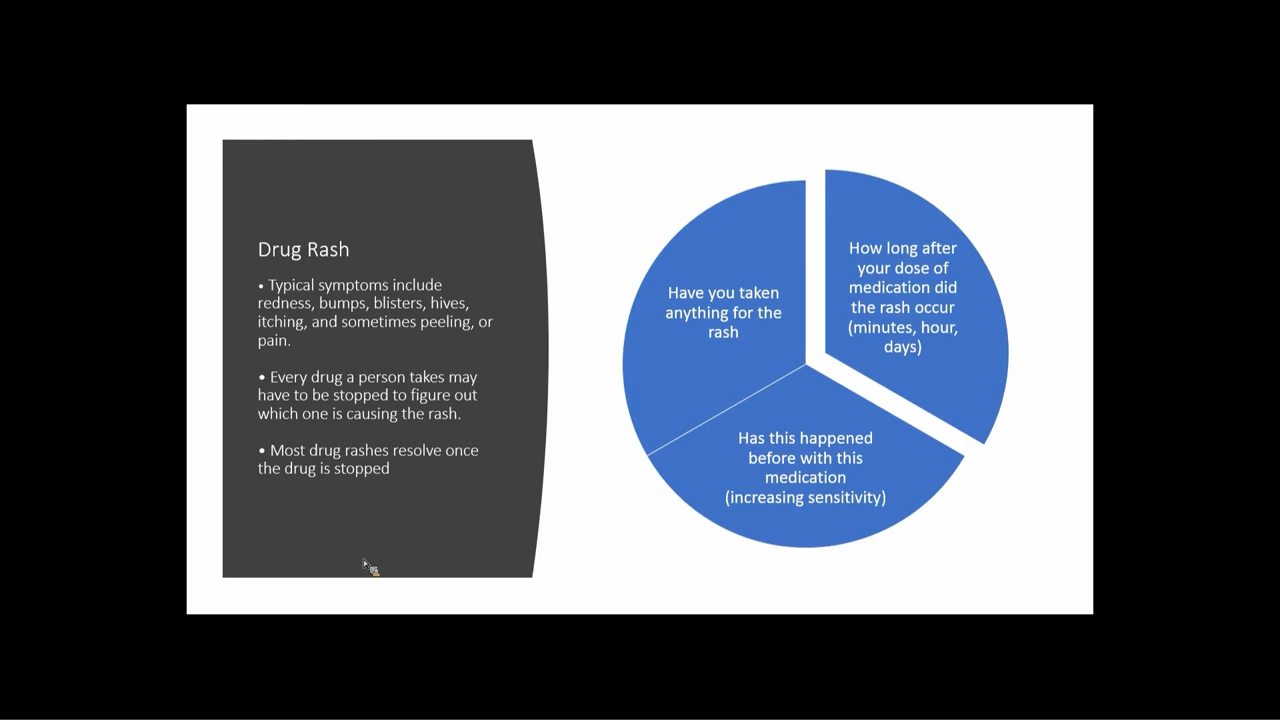 Drug Rash
• Typical symptoms include
redness, bumps, blisters, hives,
itching, and sometimes peeling, or
pain.
• Every drug a person takes may
have to be stopped to figure out
which one is causing the rash.
• Most drug rashes resolve once
the drug is stopped
Have you taken
anything for the
rash
How long after
your dose of
medication did
the rash occur
(minutes, hour,
days)
Has this happened
before with this
medication
(increasing sensitivity)